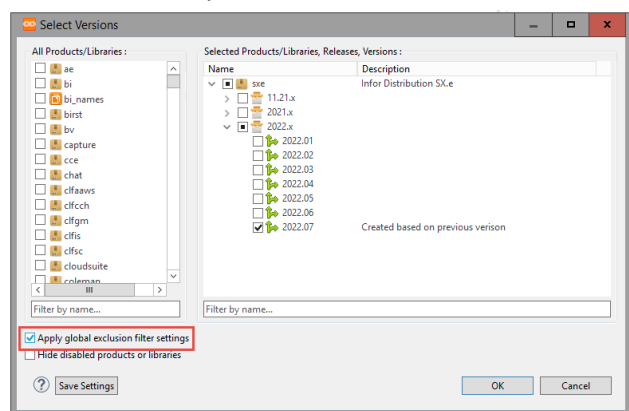 Select Versions
All Products/Libraries :
ae
bi
bi_names
birst
bv
capture
cce
chat
clfaaws
clfcch
clfgm
clfis
clfsc
cloudsuite
coleman
Filter by name...
Selected Products/Libraries, Releases, Versions :
Name Description
sxe Infor Distribution SX.e
11.21.x
2021.x
2022.x
2022.01
2022.02
2022.03
2022.04
2022.05
2022.06
2022.07 Created based on previous verison
Filter by name...
Apply global exclusion filter settings
Hide disabled products or libraries
? Save Settings OK Cancel